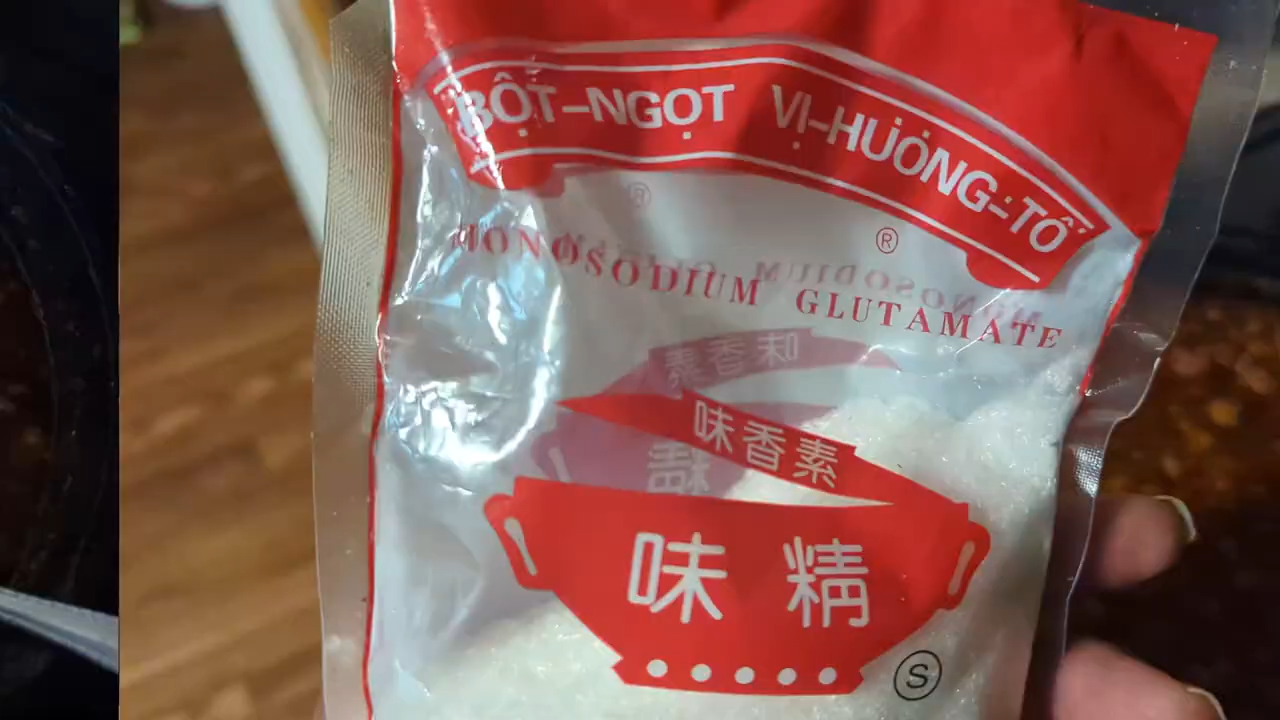 BỘT-NGỌT VỊ-HƯƠNG-TỐ
®
®
MONOSODIUM GLUTAMATE
味香素
味精
S